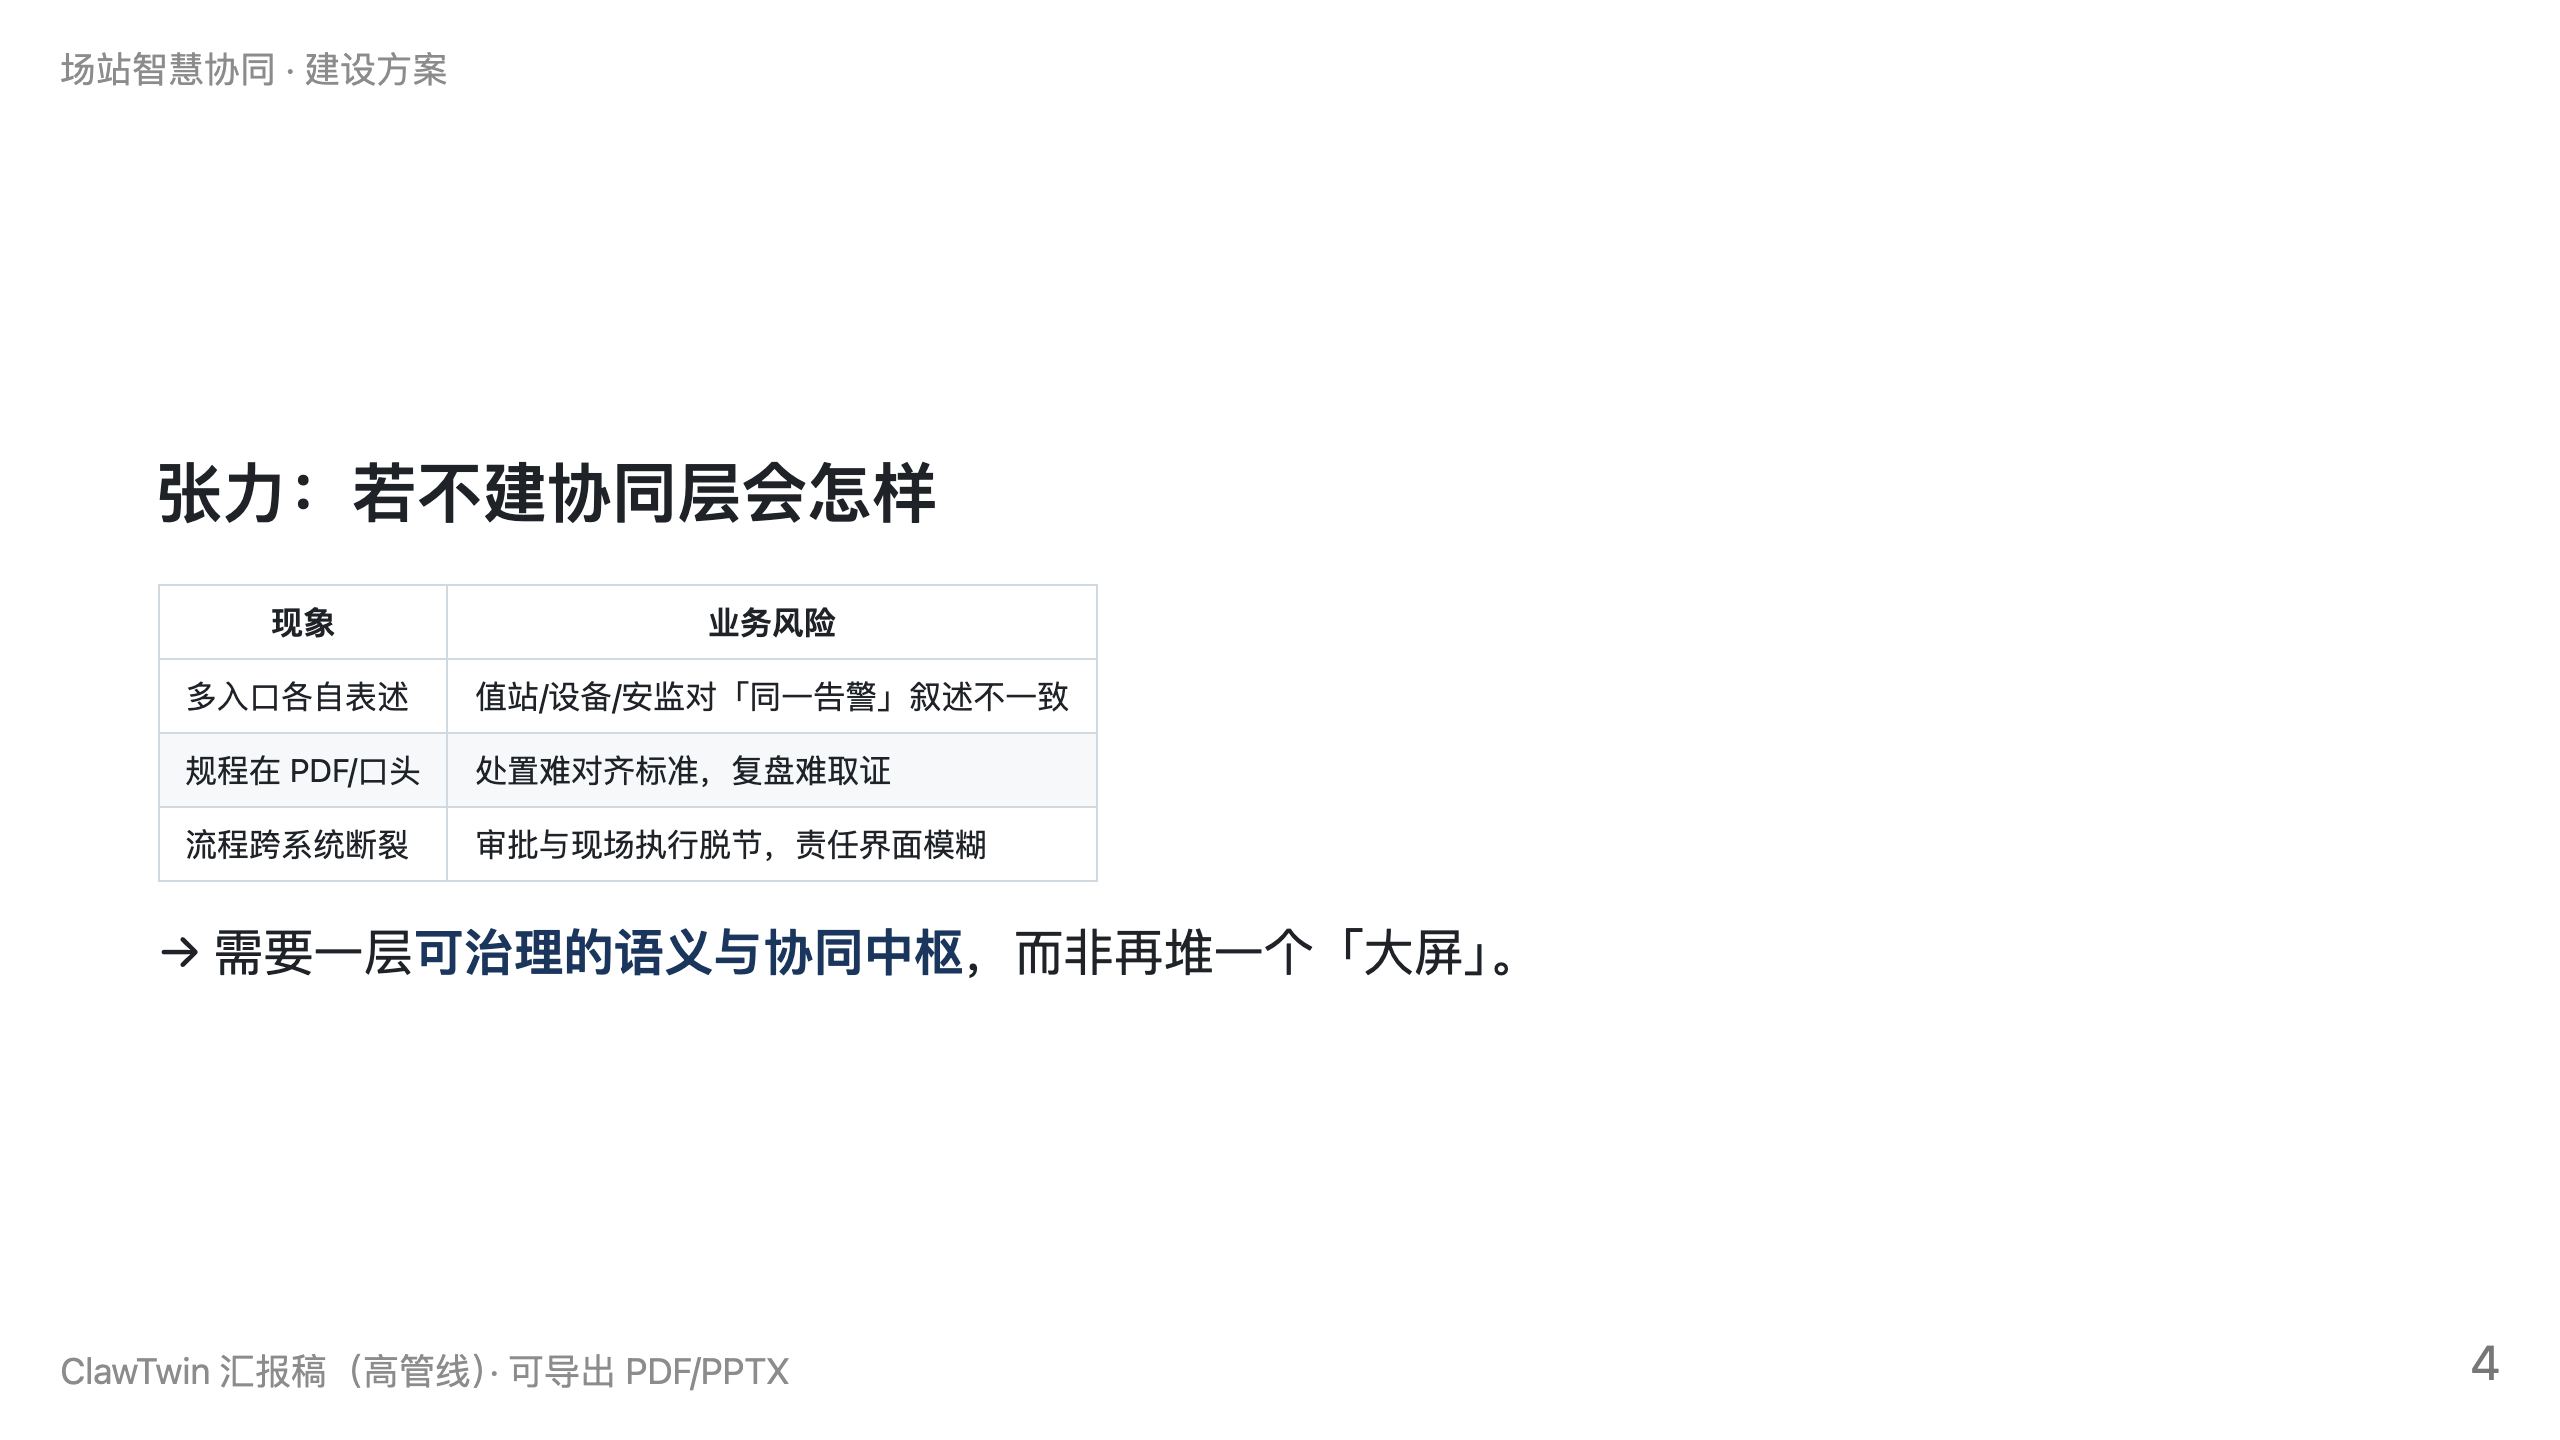 场站智慧协同 · 建设方案
张力：若不建协同层会怎样
现象 业务风险
多入口各自表述 值站/设备/安监对「同一告警」叙述不一致
规程在 PDF/口头 处置难对齐标准，复盘难取证
流程跨系统断裂 审批与现场执行脱节，责任界面模糊
→ 需要一层可治理的语义与协同中枢，而非再堆一个「大屏」。
ClawTwin 汇报稿（高管线）· 可导出 PDF/PPTX
4